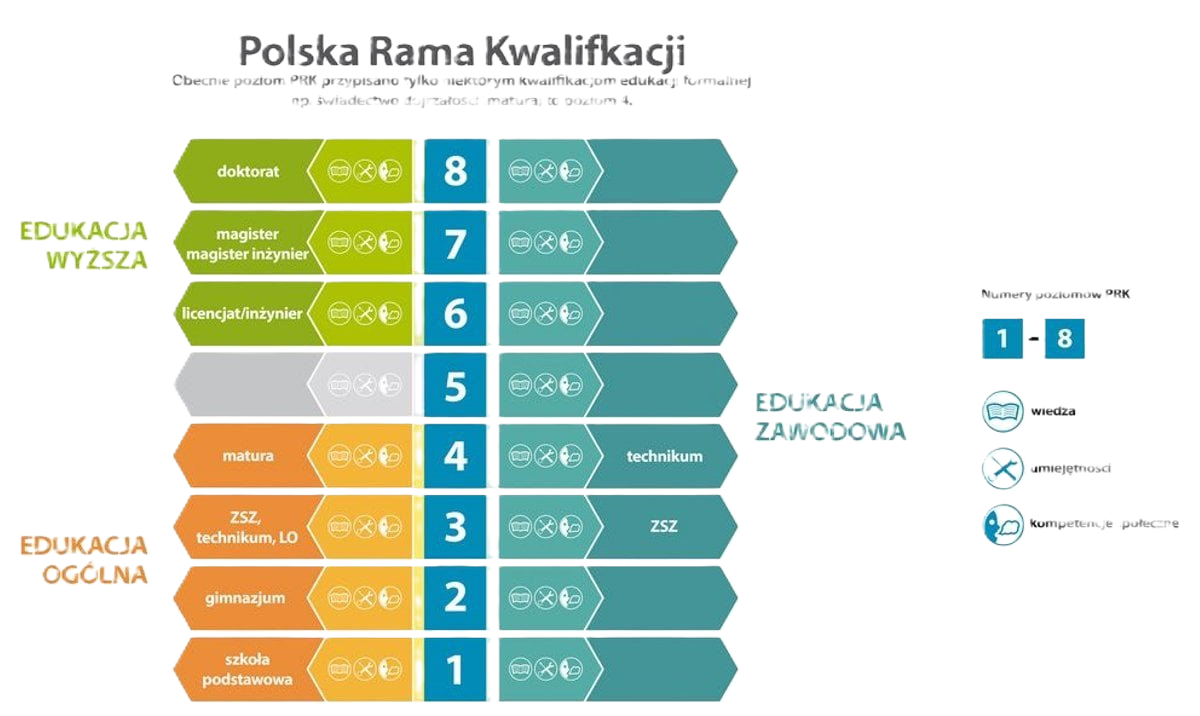 Polska Rama Kwalifkacji
Obecnie poziom PRK przypisano tylko niektórym kwalifikacjom edukacji formalnej
np. świadectwo dojrzałości (matura) to poziom 4.
doktorat
8
EDUKACJA
WYŻSZA
magister
magister inżynier
7
licencjat/inżynier
6
5
EDUKACJA
ZAWODOWA
matura
4
technikum
EDUKACJA
OGÓLNA
ZSZ,
technikum, LO
3
ZSZ
gimnazjum
2
szkoła
podstawowa
1
Numery poziomów PRK
1 - 8
wiedza
umiejętności
kompetencje społeczne